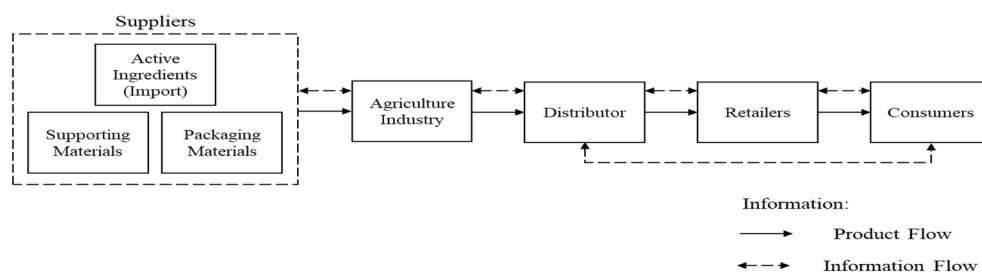 Suppliers
Active
Ingredients
(Import)
Supporting
Materials
Packaging
Materials
Agriculture
Industry
Distributor
Retailers
Consumers
Information:
Product Flow
Information Flow